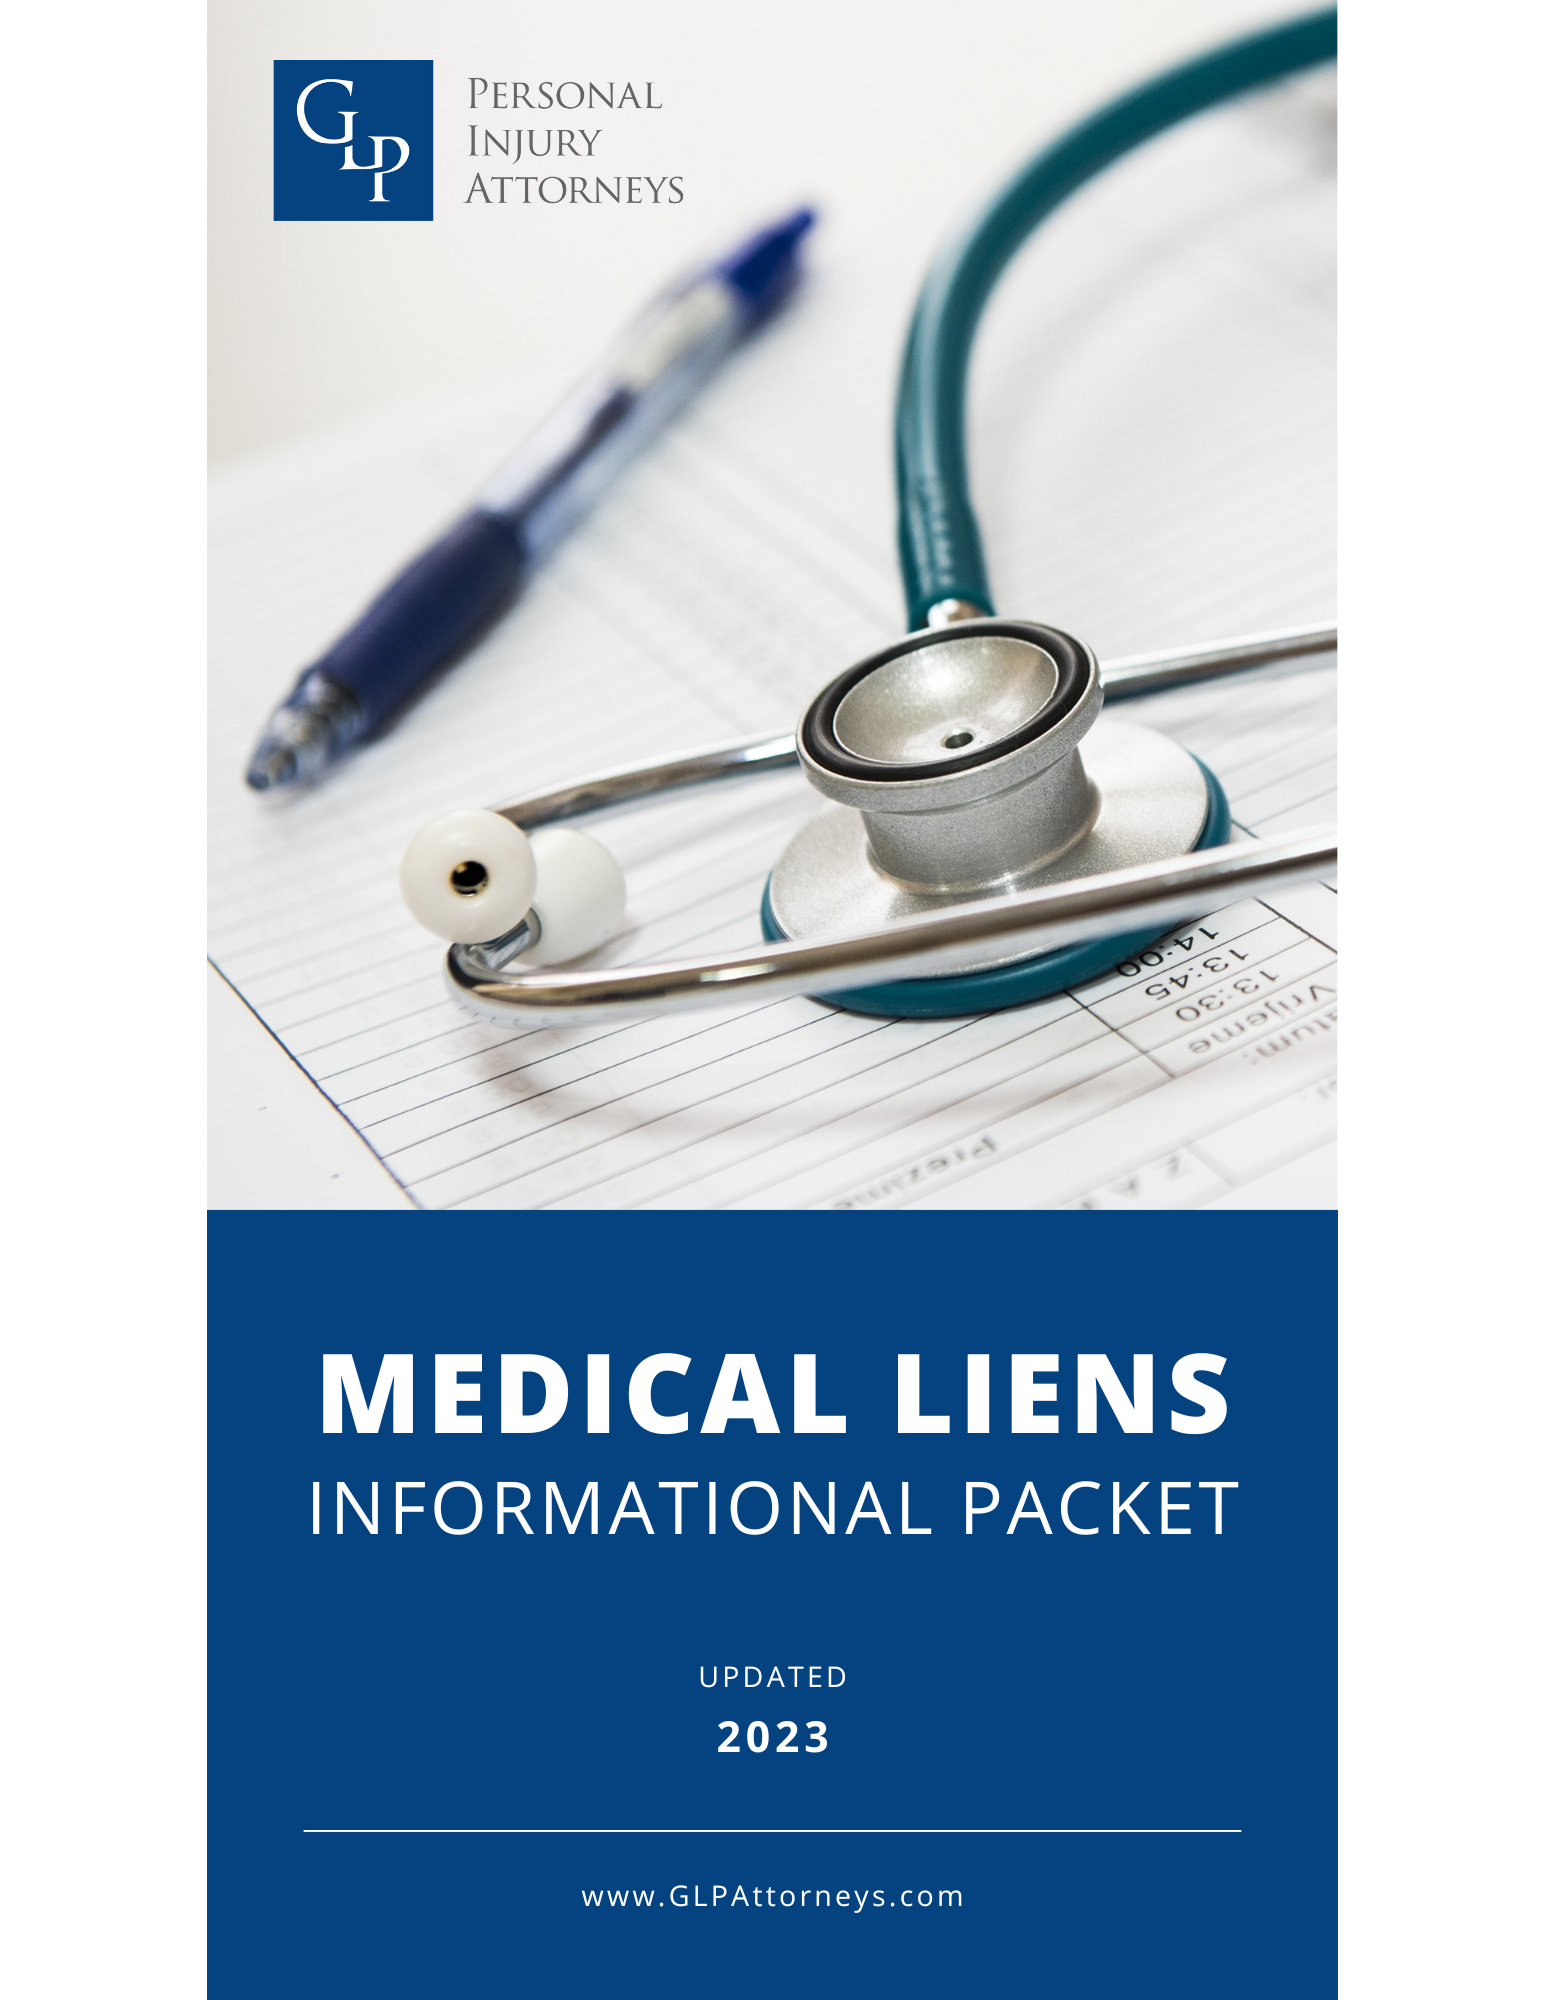 GLP
PERSONAL
INJURY
ATTORNEYS
14:00
13:45
13:30
Vrijeme
Prezime
MEDICAL LIENS
INFORMATIONAL PACKET
UPDATED
2023
www.GLPAttorneys.com